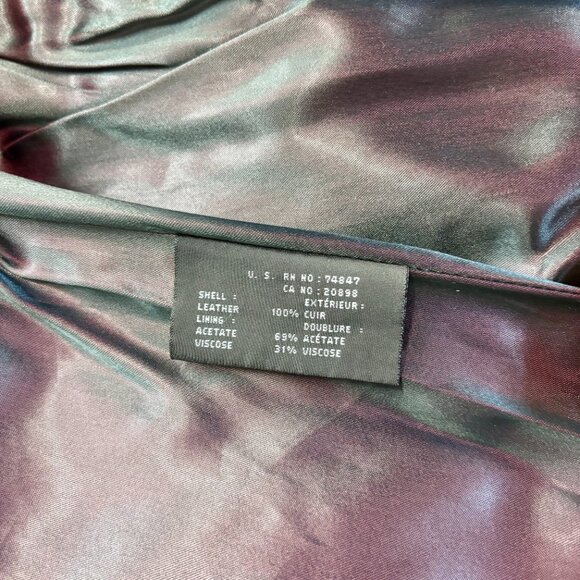 U. S. RN NO : 74847
CA NO : 20898
SHELL : EXTÉRIEUR :
LEATHER 100% CUIR
LINING : DOUBLURE :
ACETATE 69% ACÉTATE
VISCOSE 31% VISCOSE